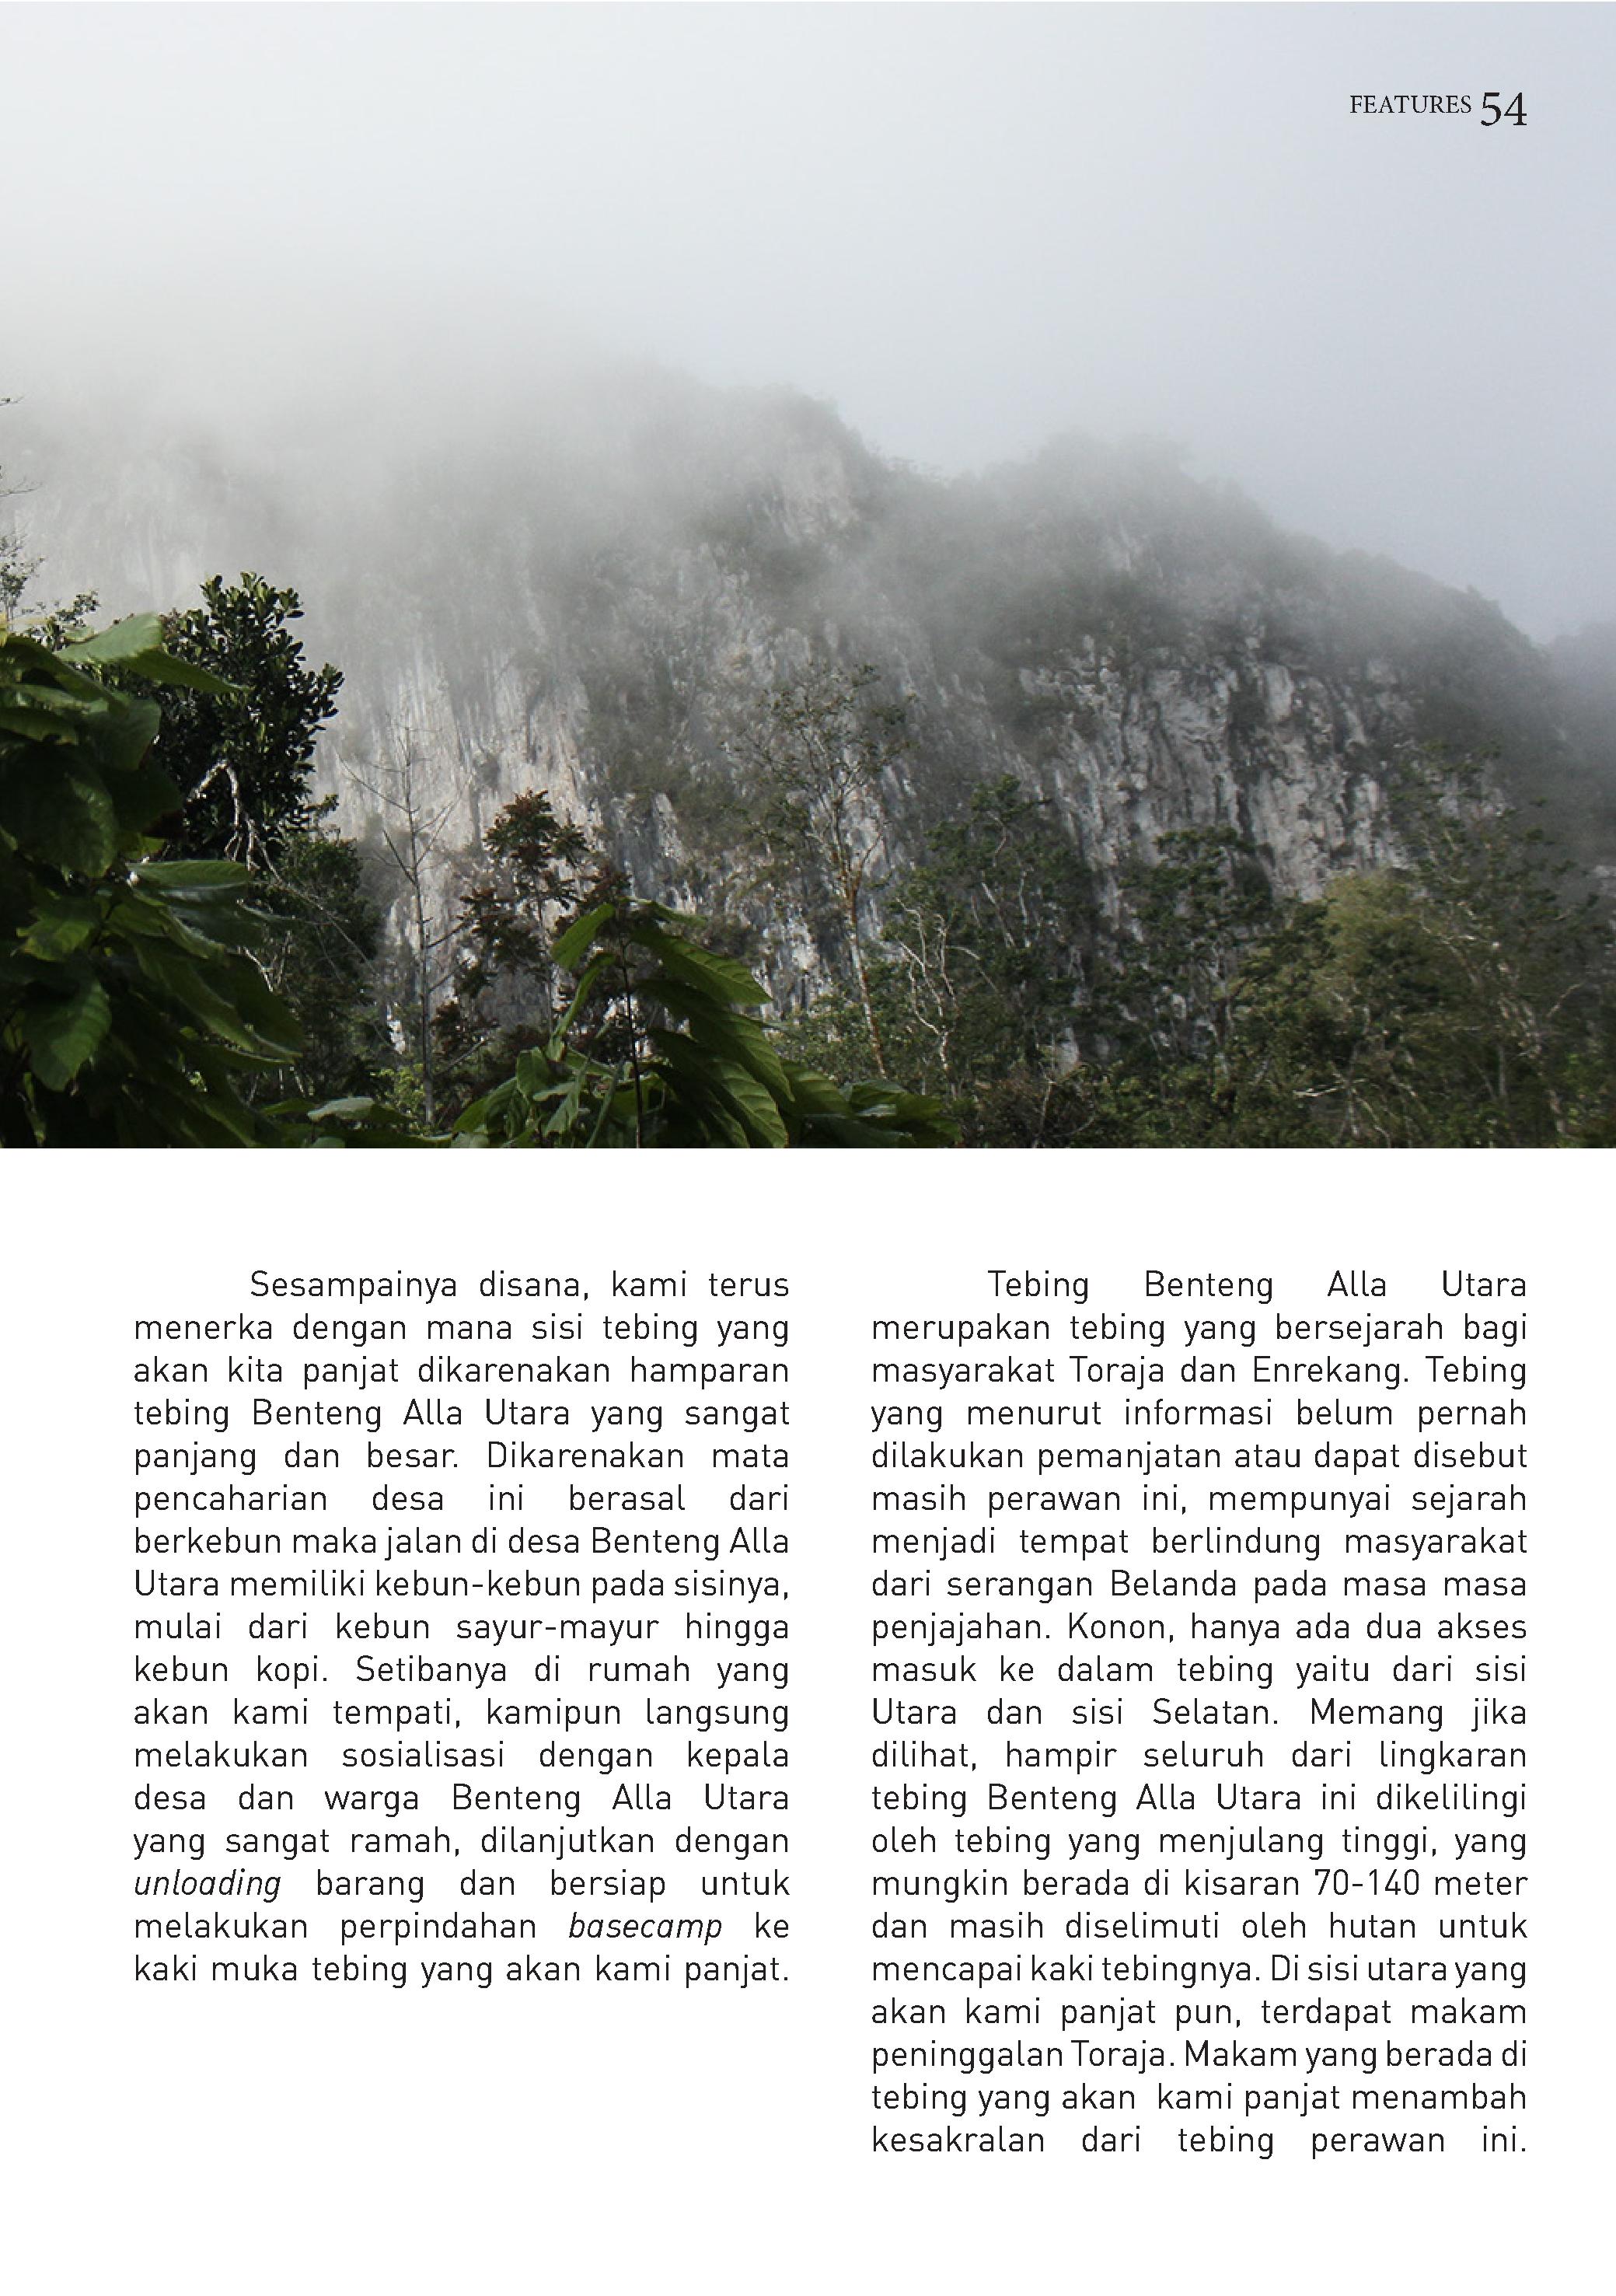 FEATURES 54
Sesampainya disana, kami terus
menerka dengan mana sisi tebing yang
akan kita panjat dikarenakan hamparan
tebing Benteng Alla Utara yang sangat
panjang dan besar. Dikarenakan mata
pencaharian desa ini berasal dari
berkebun maka jalan di desa Benteng Alla
Utara memiliki kebun-kebun pada sisinya,
mulai dari kebun sayur-mayur hingga
kebun kopi. Setibanya di rumah yang
akan kami tempati, kamipun langsung
melakukan sosialisasi dengan kepala
desa dan warga Benteng Alla Utara
yang sangat ramah, dilanjutkan dengan
unloading barang dan bersiap untuk
melakukan perpindahan basecamp ke
kaki muka tebing yang akan kami panjat.
Tebing Benteng Alla Utara
merupakan tebing yang bersejarah bagi
masyarakat Toraja dan Enrekang. Tebing
yang menurut informasi belum pernah
dilakukan pemanjatan atau dapat disebut
masih perawan ini, mempunyai sejarah
menjadi tempat berlindung masyarakat
dari serangan Belanda pada masa masa
penjajahan. Konon, hanya ada dua akses
masuk ke dalam tebing yaitu dari sisi
Utara dan sisi Selatan. Memang jika
dilihat, hampir seluruh dari lingkaran
tebing Benteng Alla Utara ini dikelilingi
oleh tebing yang menjulang tinggi, yang
mungkin berada di kisaran 70-140 meter
dan masih diselimuti oleh hutan untuk
mencapai kaki tebingnya. Di sisi utara yang
akan kami panjat pun, terdapat makam
peninggalan Toraja. Makam yang berada di
tebing yang akan kami panjat menambah
kesakralan dari tebing perawan ini.